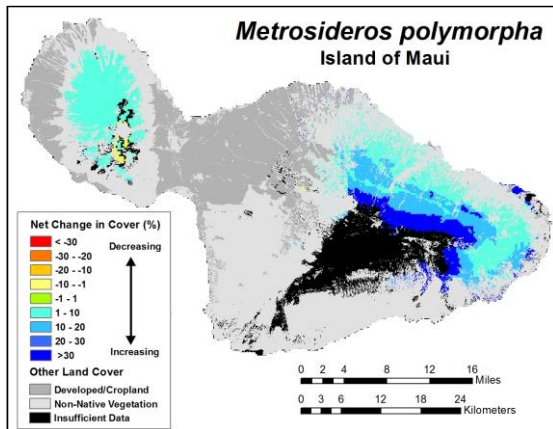 Metrosideros polymorpha
Island of Maui
Net Change in Cover (%)
< -30
-30 - -20
-20 - -10
-10 - -1
-1 - 1
1 - 10
10 - 20
20 - 30
>30
Decreasing
Increasing
Other Land Cover
Developed/Cropland
Non-Native Vegetation
Insufficient Data
0 2 4 8 12 16
Miles
0 3 6 12 18 24
Kilometers